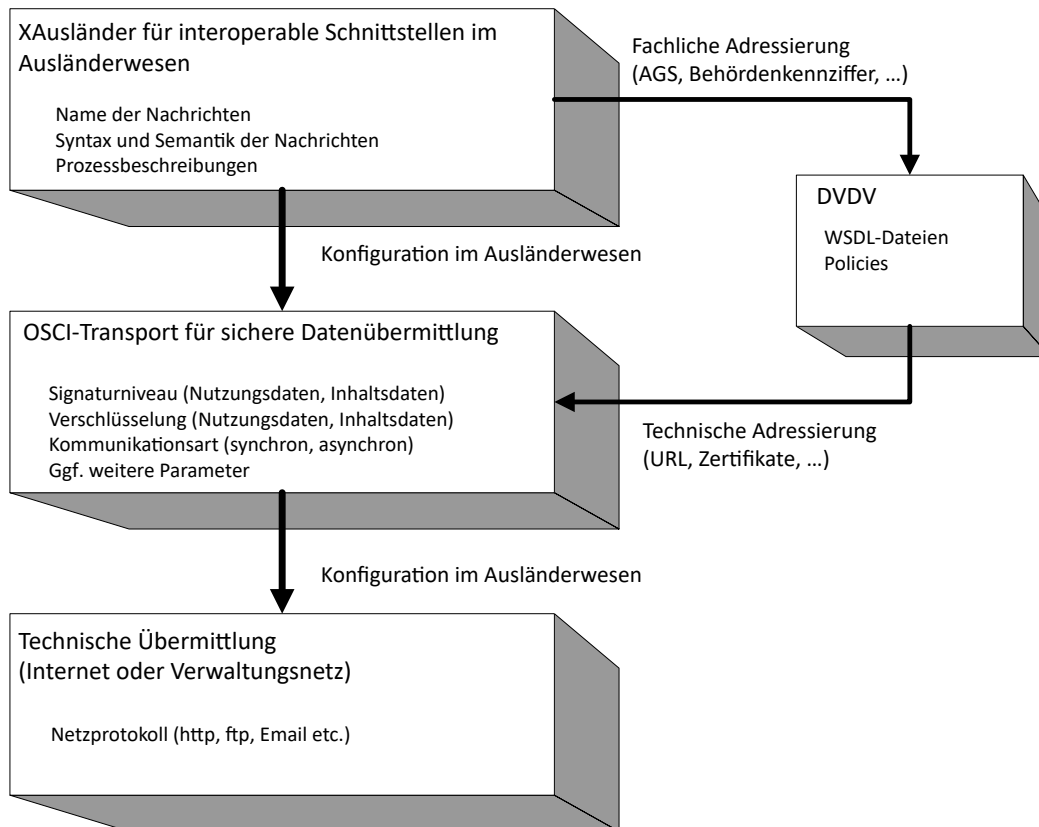 XAusländer für interoperable Schnittstellen im
Ausländerwesen
Name der Nachrichten
Syntax und Semantik der Nachrichten
Prozessbeschreibungen
Fachliche Adressierung
(AGS, Behördenkennziffer, ...)
DVDV
WSDL-Dateien
Policies
Konfiguration im Ausländerwesen
OSCI-Transport für sichere Datenübermittlung
Signaturniveau (Nutzungsdaten, Inhaltsdaten)
Verschlüsselung (Nutzungsdaten, Inhaltsdaten)
Kommunikationsart (synchron, asynchron)
Ggf. weitere Parameter
Technische Adressierung
(URL, Zertifikate, ...)
Konfiguration im Ausländerwesen
Technische Übermittlung
(Internet oder Verwaltungsnetz)
Netzprotokoll (http, ftp, Email etc.)